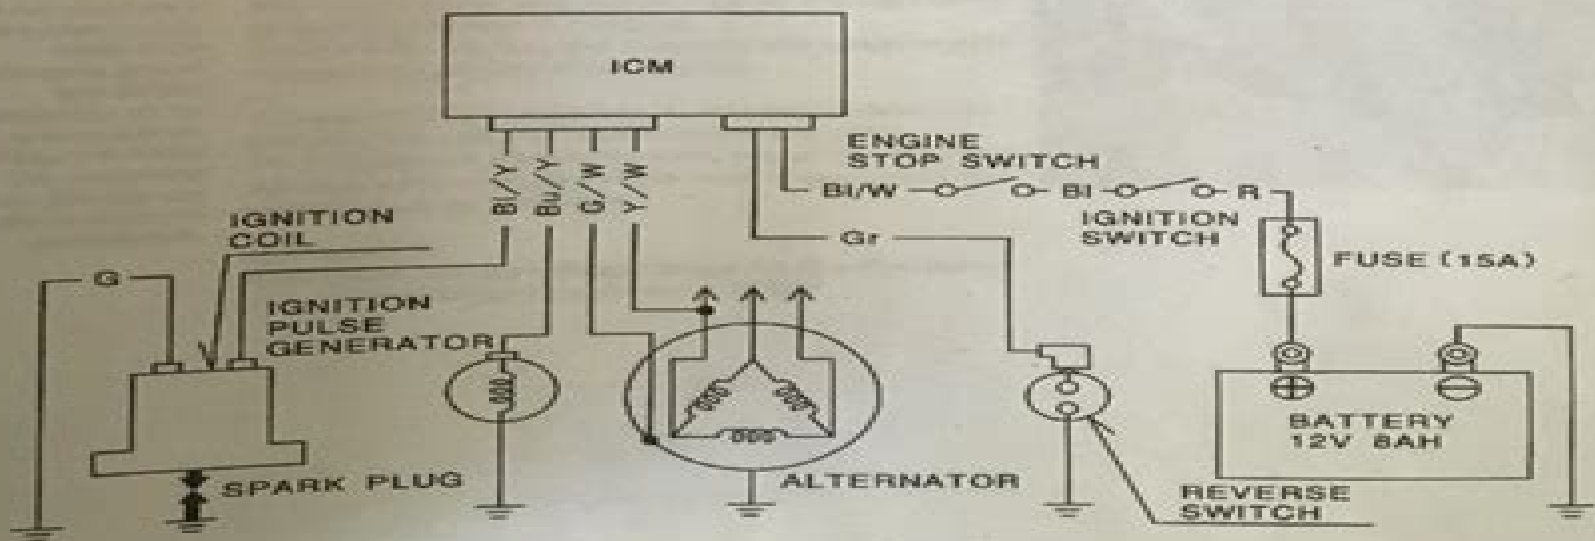 ICM
ENGINE
STOP SWITCH
Bl/Y
Bu/Y
G/W
Y/W
Bl/W
Bl
R
IGNITION
COIL
IGNITION
SWITCH
Gr
FUSE (15A)
G
IGNITION
PULSE
GENERATOR
BATTERY
12V 8AH
SPARK PLUG
ALTERNATOR
REVERSE
SWITCH